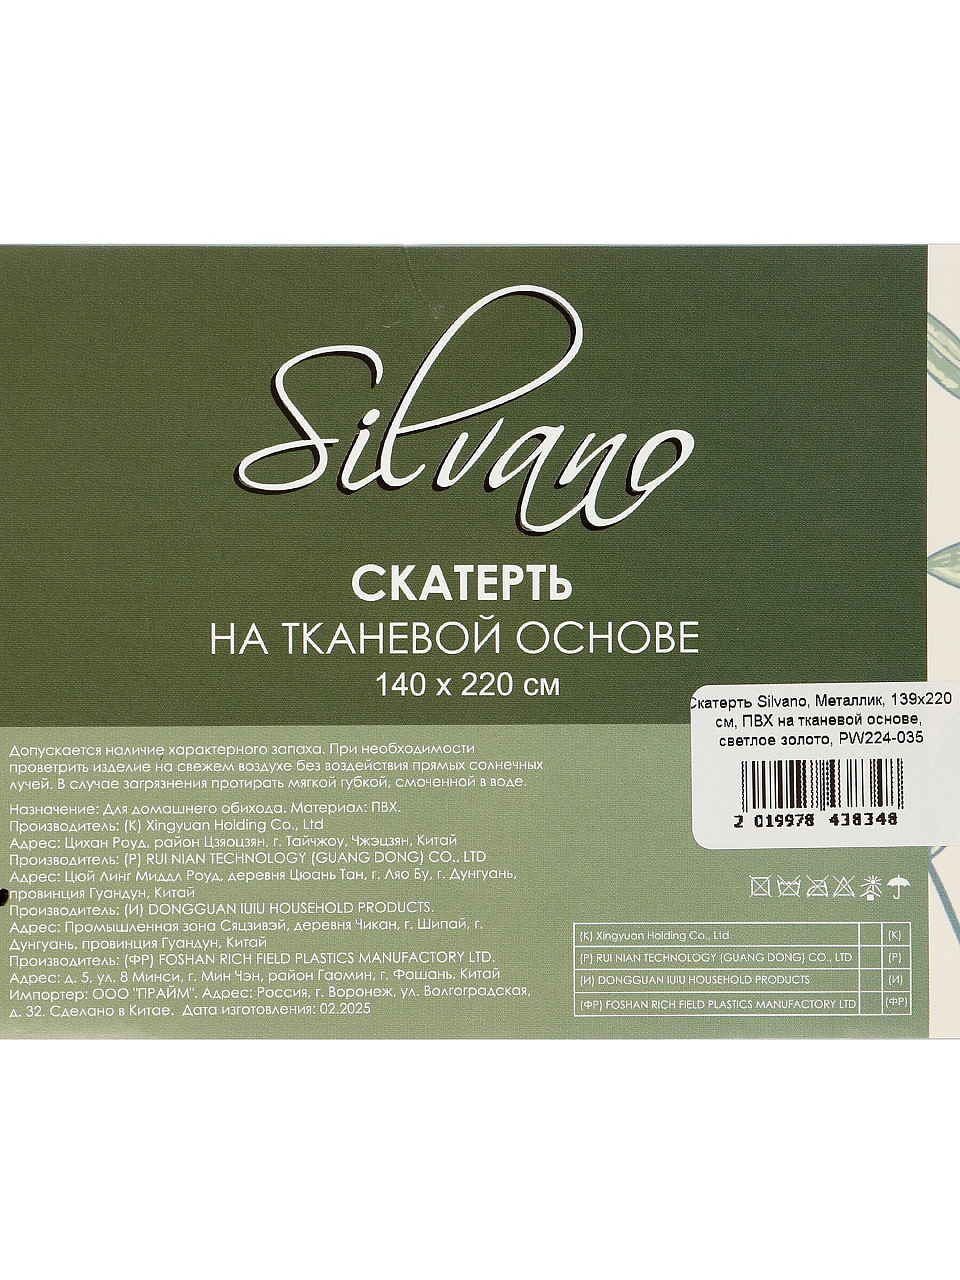 Silvano
СКАТЕРТЬ
НА ТКАНЕВОЙ ОСНОВЕ
140 х 220 см
Скатерть Silvano, Металлик, 139х220
см, ПВХ на тканевой основе,
светлое золото, PW224-035
2 019978 438348
Допускается наличие характерного запаха. При необходимости
проветрить изделие на свежем воздухе без воздействия прямых солнечных
лучей. В случае загрязнения протирать мягкой губкой, смоченной в воде.
Назначение: Для домашнего обихода. Материал: ПВХ.
Производитель: (К) Xingyuan Holding Co., Ltd
Адрес: Цихан Роуд, район Цзяоцзян, г. Тайчжоу, Чжэцзян, Китай
Производитель: (Р) RUI NIAN TECHNOLOGY (GUANG DONG) CO., LTD
Адрес: Цюй Линг Миддл Роуд, деревня Цюань Тан, г. Ляо Бу, г. Дунгуань,
провинция Гуандун, Китай
Производитель: (И) DONGGUAN IUIU HOUSEHOLD PRODUCTS.
Адрес: Промышленная зона Сяцзивэй, деревня Чикан, г. Шипай, г.
Дунгуань, провинция Гуандун, Китай
Производитель: (ФР) FOSHAN RICH FIELD PLASTICS MANUFACTORY LTD.
Адрес: д. 5, ул. 8 Минси, г. Мин Чэн, район Гаомин, г. Фошань, Китай
Импортер: ООО "ПРАЙМ". Адрес: Россия, г. Воронеж, ул. Волгоградская,
д. 32. Сделано в Китае. Дата изготовления: 02.2025
(К) Xingyuan Holding Co., Ltd (К)
(Р) RUI NIAN TECHNOLOGY (GUANG DONG) CO., LTD (Р)
(И) DONGGUAN IUIU HOUSEHOLD PRODUCTS (И)
(ФР) FOSHAN RICH FIELD PLASTICS MANUFACTORY LTD (ФР)